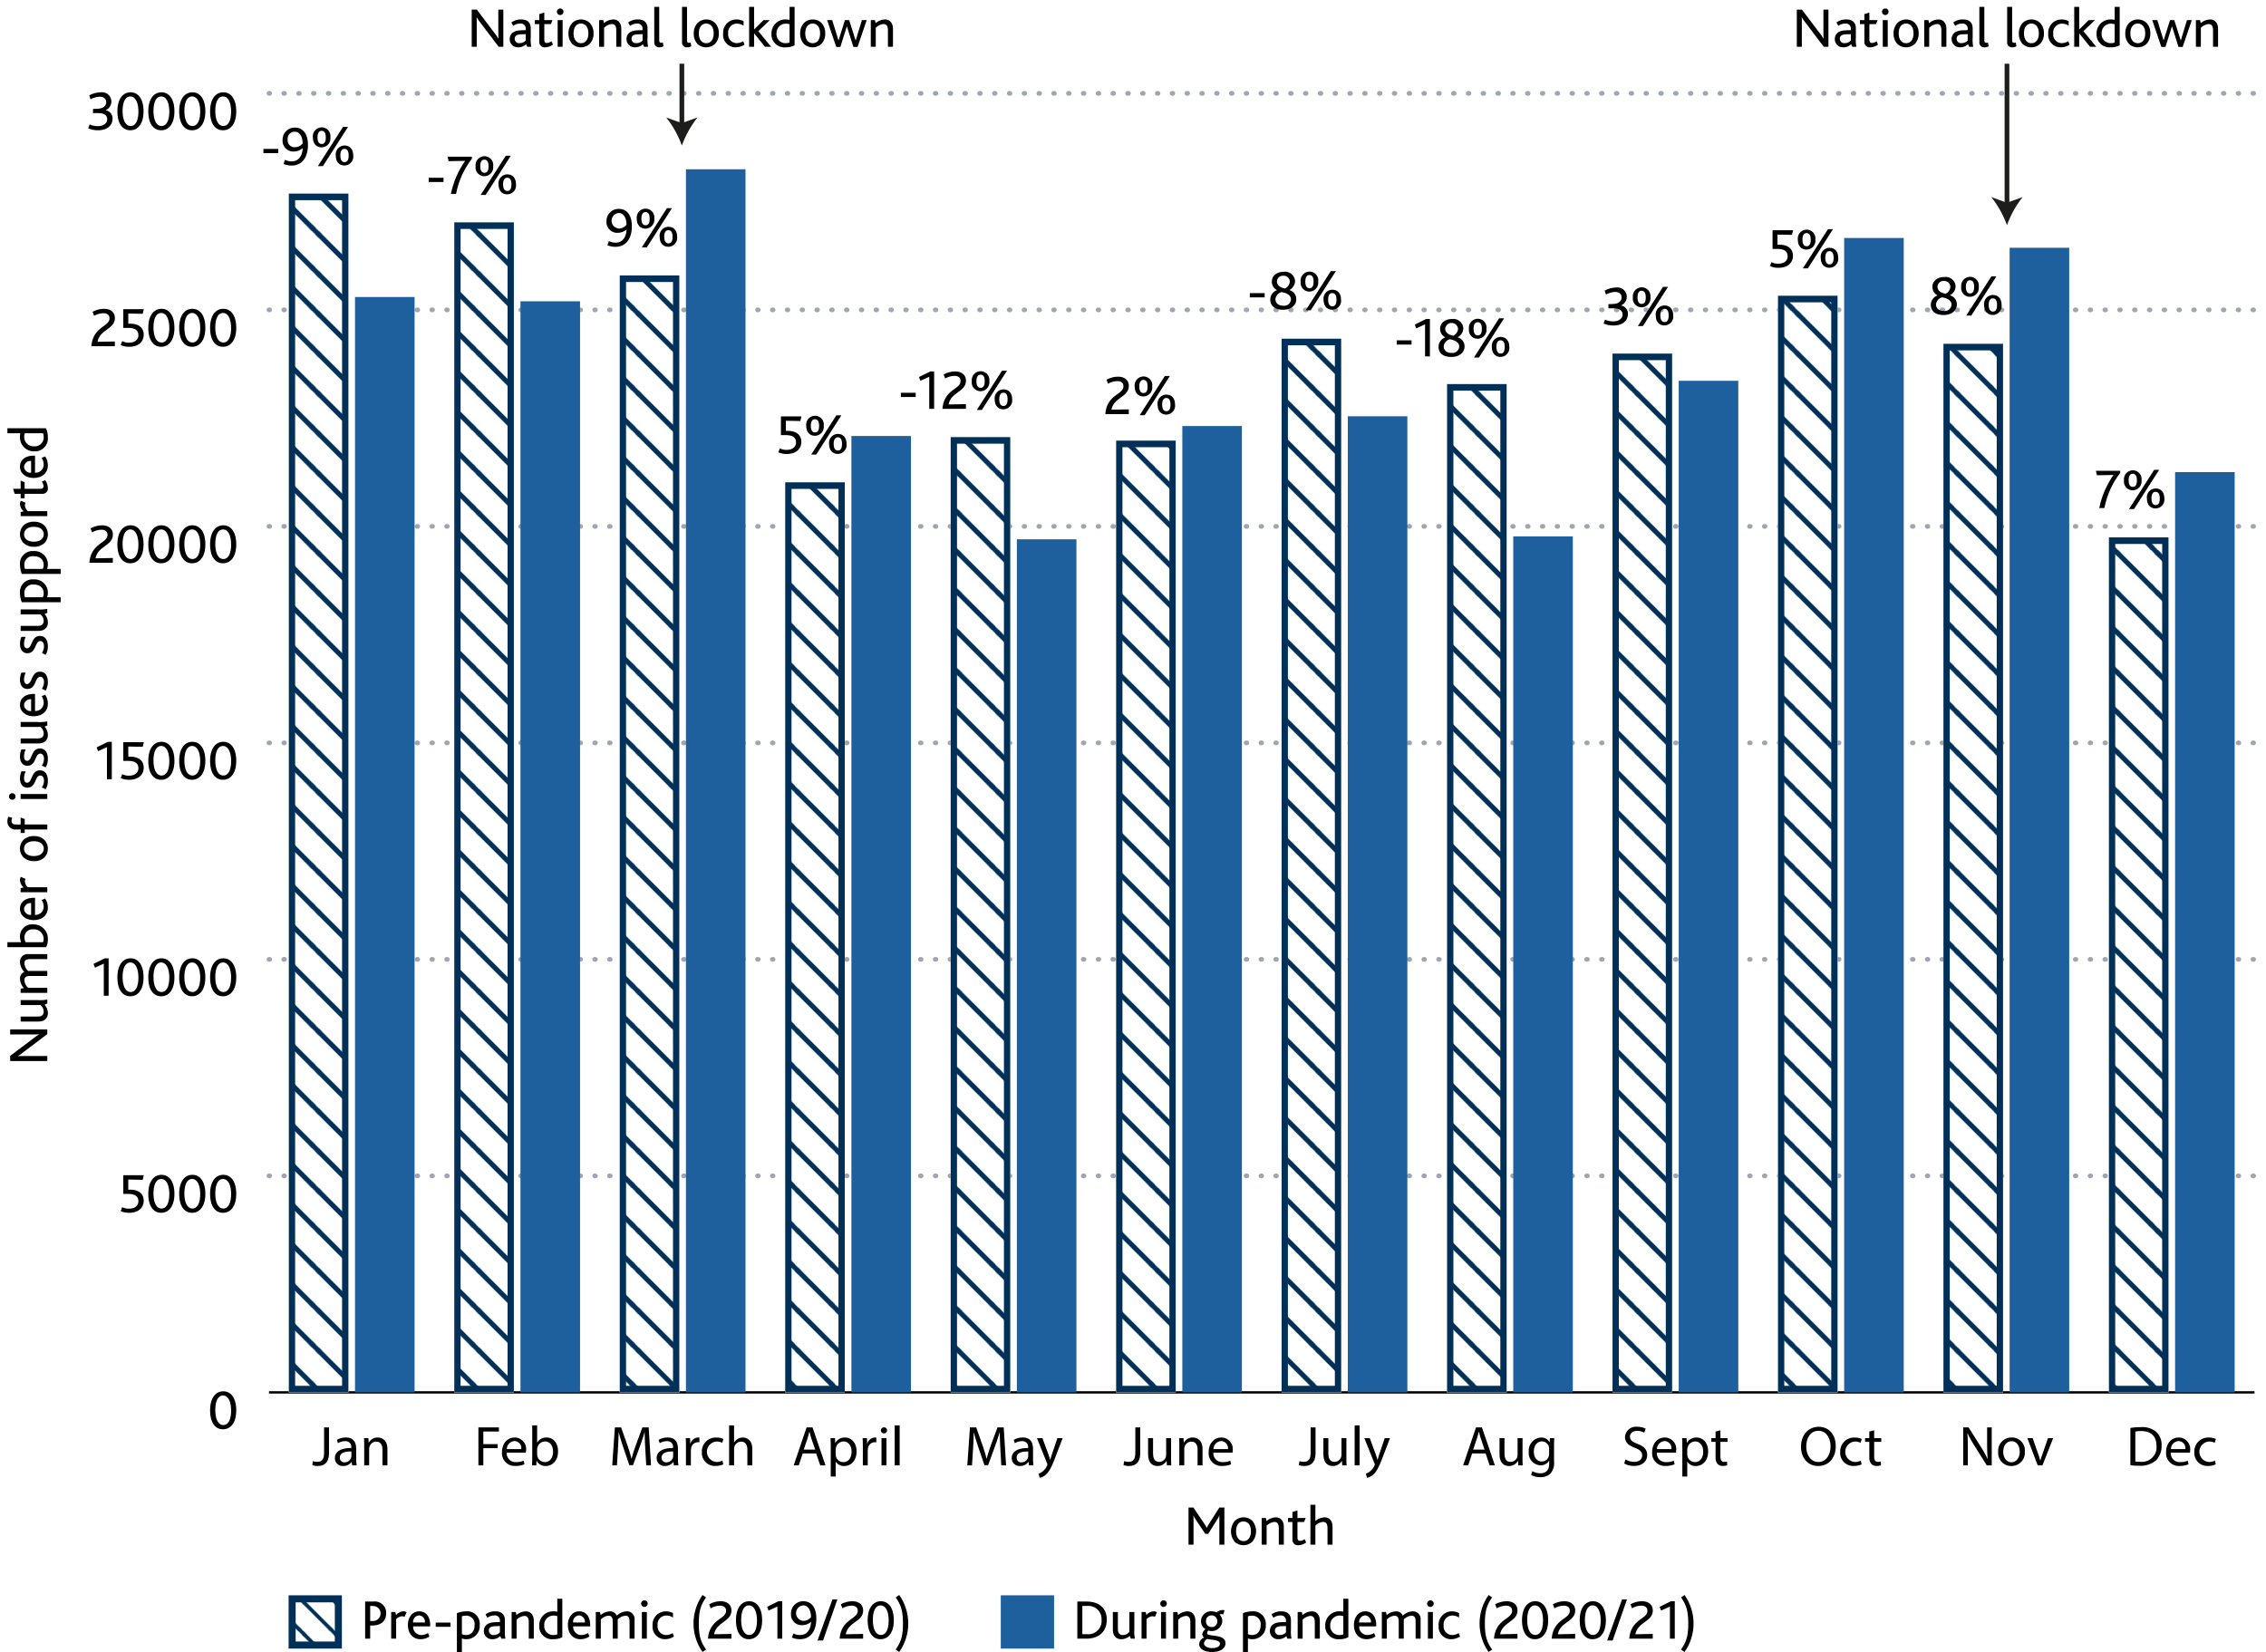 National lockdown
National lockdown
30000
25000
20000
15000
10000
5000
0
Number of issues supported
-9%
-7%
9%
5%
-12%
2%
-8%
-18%
3%
5%
8%
7%
Jan Feb March April May June July Aug Sept Oct Nov Dec
Month
Pre-pandemic (2019/20)
During pandemic (2020/21)